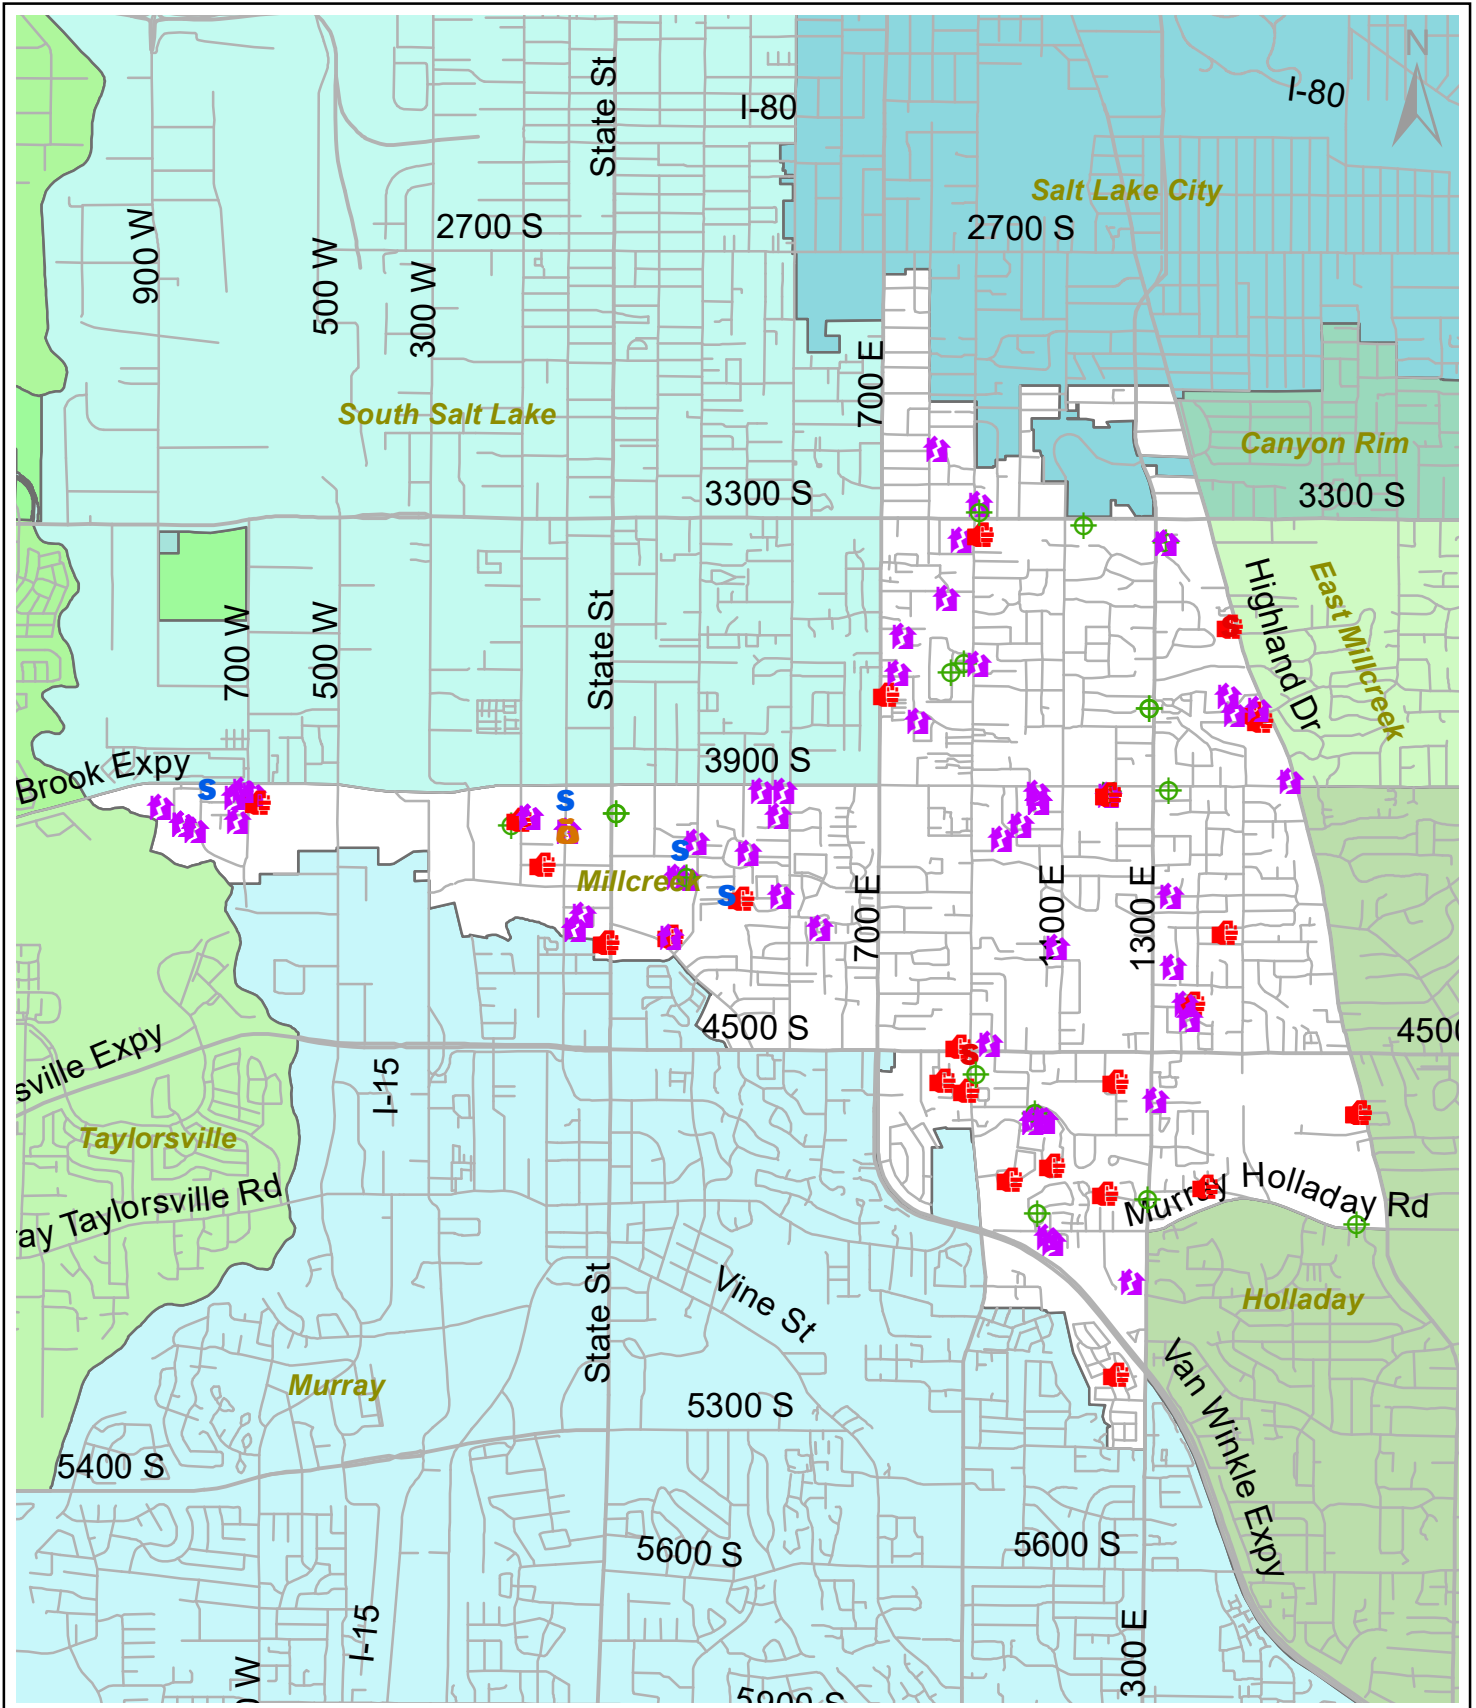 N
I-80
I-80
State St
Salt Lake City
2700 S
2700 S
900 W
500 W
300 W
700 E
South Salt Lake
Canyon Rim
3300 S
3300 S
Highland Dr
East Millcreek
State St
700 W
500 W
3900 S
Brook Expy
S
S
S
S
Millcreek
700 E
1100 E
1300 E
4500 S
4500
S
sville Expy
I-15
Taylorsville
ray Taylorsville Rd
Murray Holladay Rd
State St
Vine St
Holladay
Murray
Van Winkle Expy
5300 S
5400 S
5600 S
5600 S
I-15
300 E
0 W
5900 S